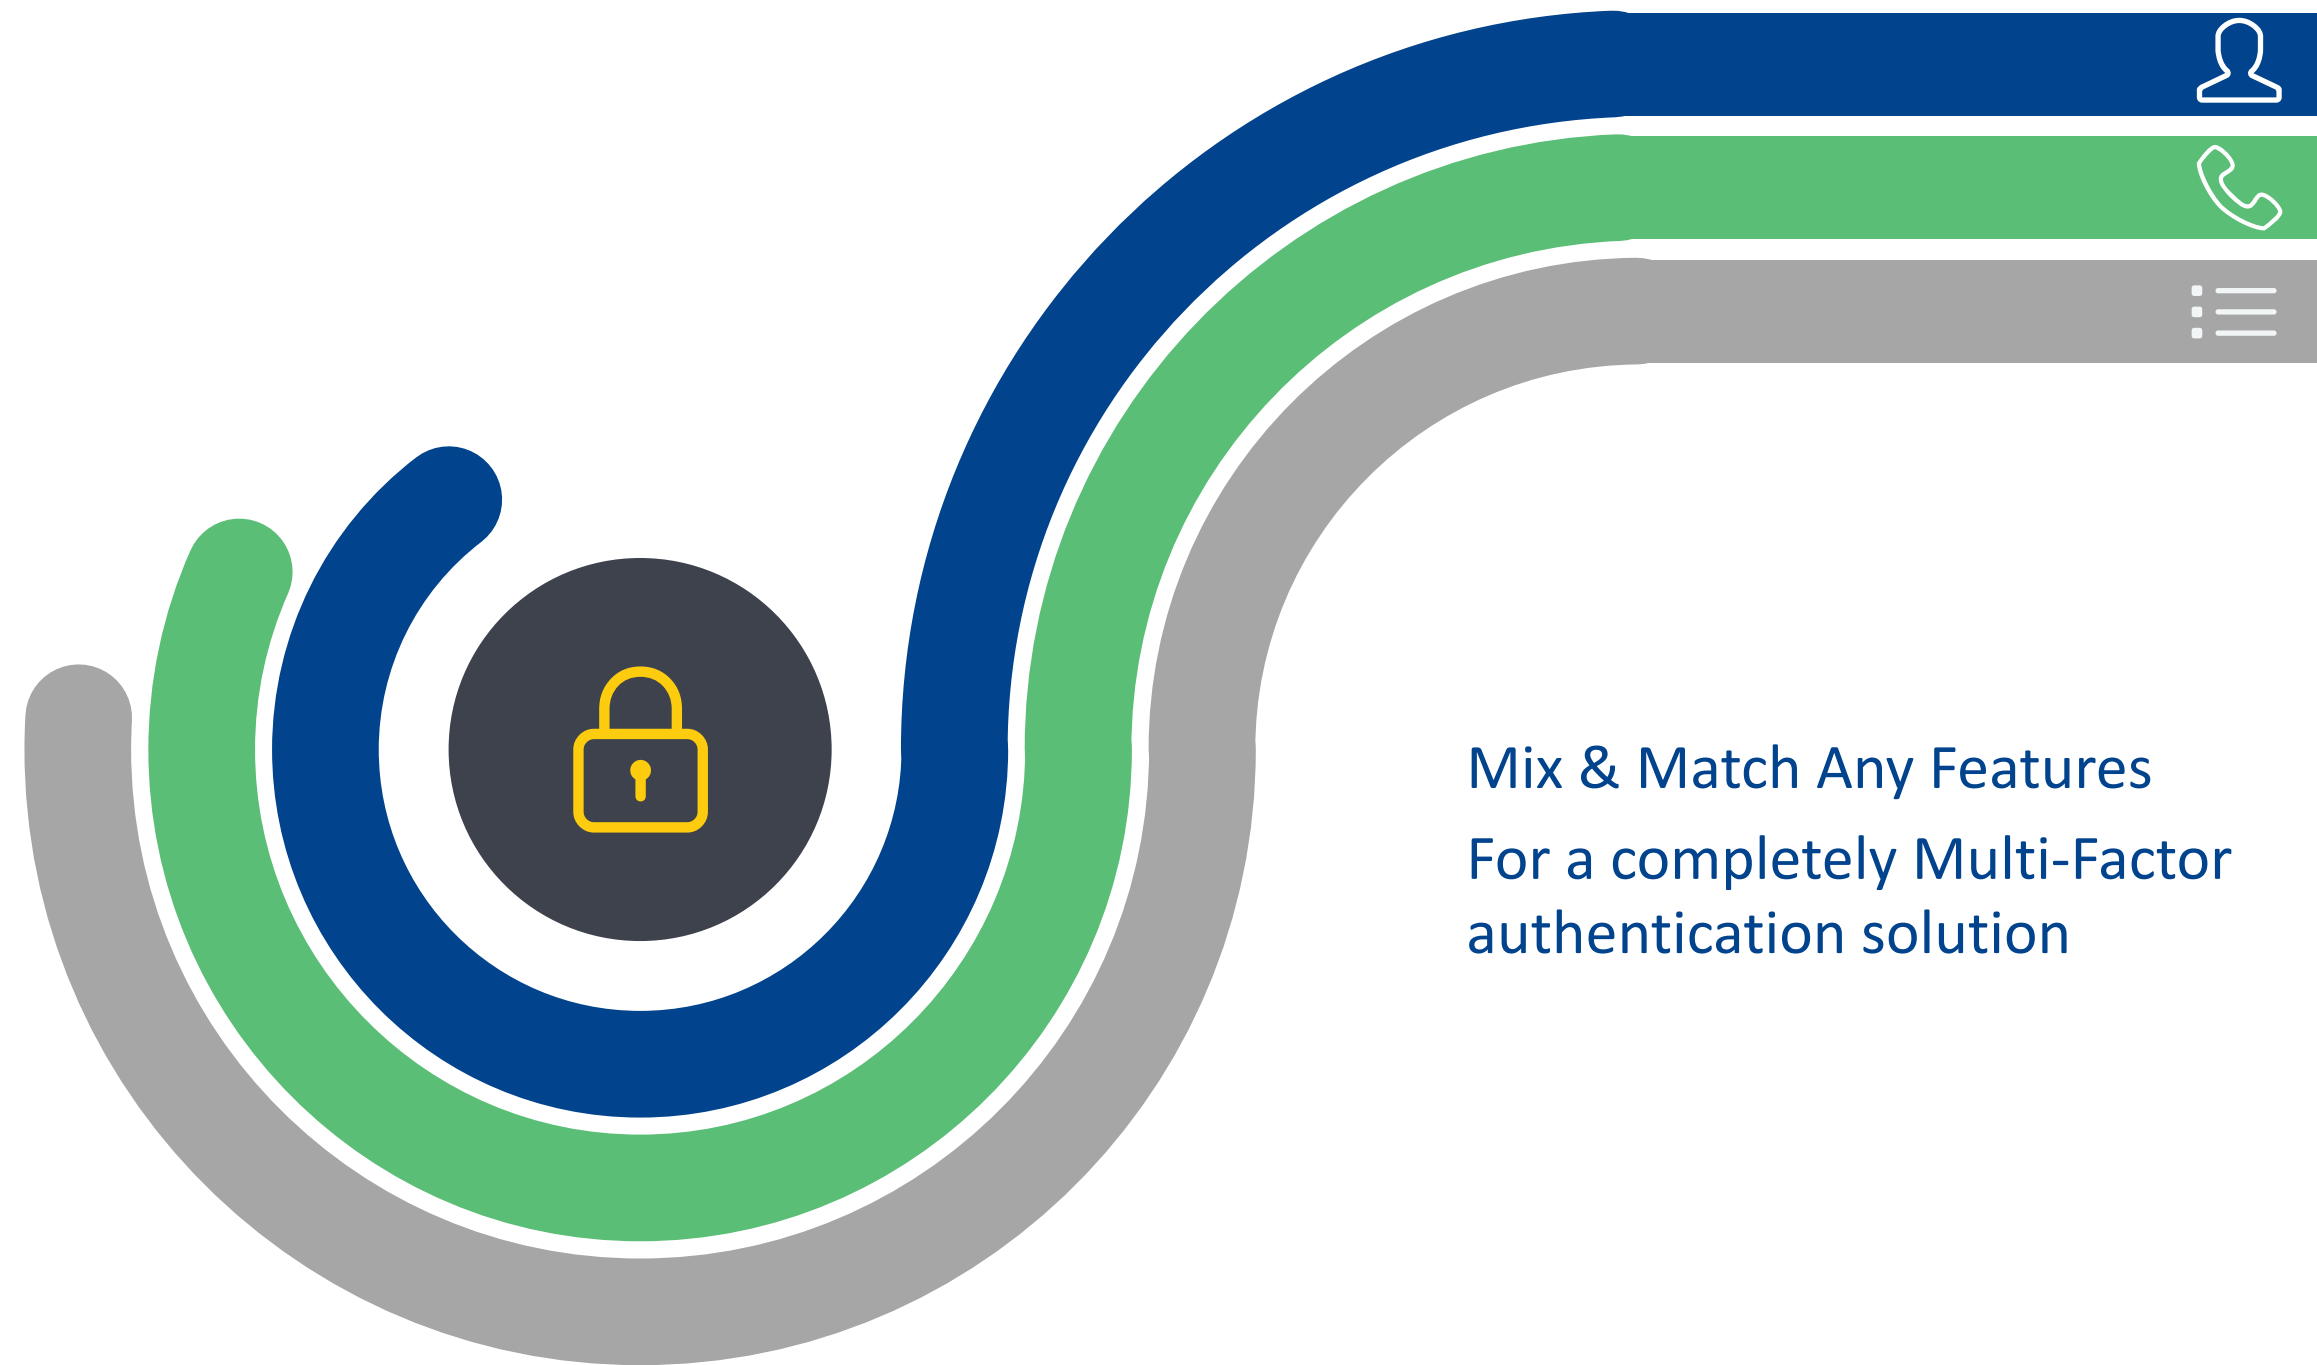 Mix & Match Any Features
For a completely Multi-Factor
authentication solution